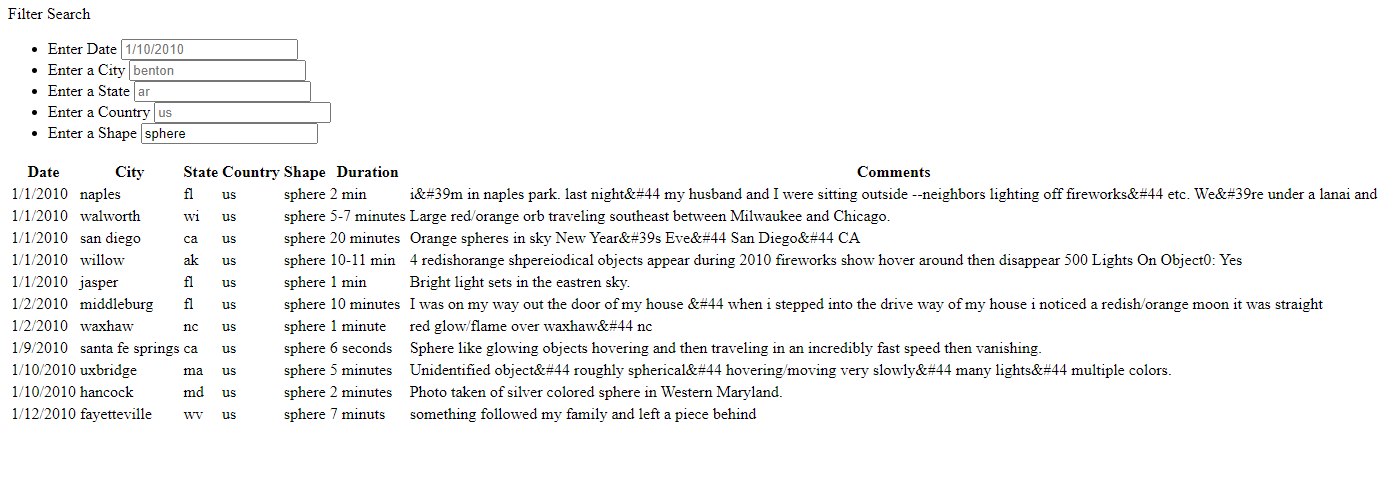 Filter Search
• Enter Date 1/10/2010
• Enter a City benton
• Enter a State ar
• Enter a Country us
• Enter a Shape sphere
Date City State Country Shape Duration Comments
1/1/2010 naples fl us sphere 2 min i&#39m in naples park. last night&#44 my husband and I were sitting outside --neighbors lighting off fireworks&#44 etc. We&#39re under a lanai and
1/1/2010 walworth wi us sphere 5-7 minutes Large red/orange orb traveling southeast between Milwaukee and Chicago.
1/1/2010 san diego ca us sphere 20 minutes Orange spheres in sky New Year&#39s Eve&#44 San Diego&#44 CA
1/1/2010 willow ak us sphere 10-11 min 4 redishorange shpereiodical objects appear during 2010 fireworks show hover around then disappear 500 Lights On Object0: Yes
1/1/2010 jasper fl us sphere 1 min Bright light sets in the eastren sky.
1/2/2010 middleburg fl us sphere 10 minutes I was on my way out the door of my house &#44 when i stepped into the drive way of my house i noticed a redish/orange moon it was straight
1/2/2010 waxhaw nc us sphere 1 minute red glow/flame over waxhaw&#44 nc
1/9/2010 santa fe springs ca us sphere 6 seconds Sphere like glowing objects hovering and then traveling in an incredibly fast speed then vanishing.
1/10/2010 uxbridge ma us sphere 5 minutes Unidentified object&#44 roughly spherical&#44 hovering/moving very slowly&#44 many lights&#44 multiple colors.
1/10/2010 hancock md us sphere 2 minutes Photo taken of silver colored sphere in Western Maryland.
1/12/2010 fayetteville wv us sphere 7 minuts something followed my family and left a piece behind